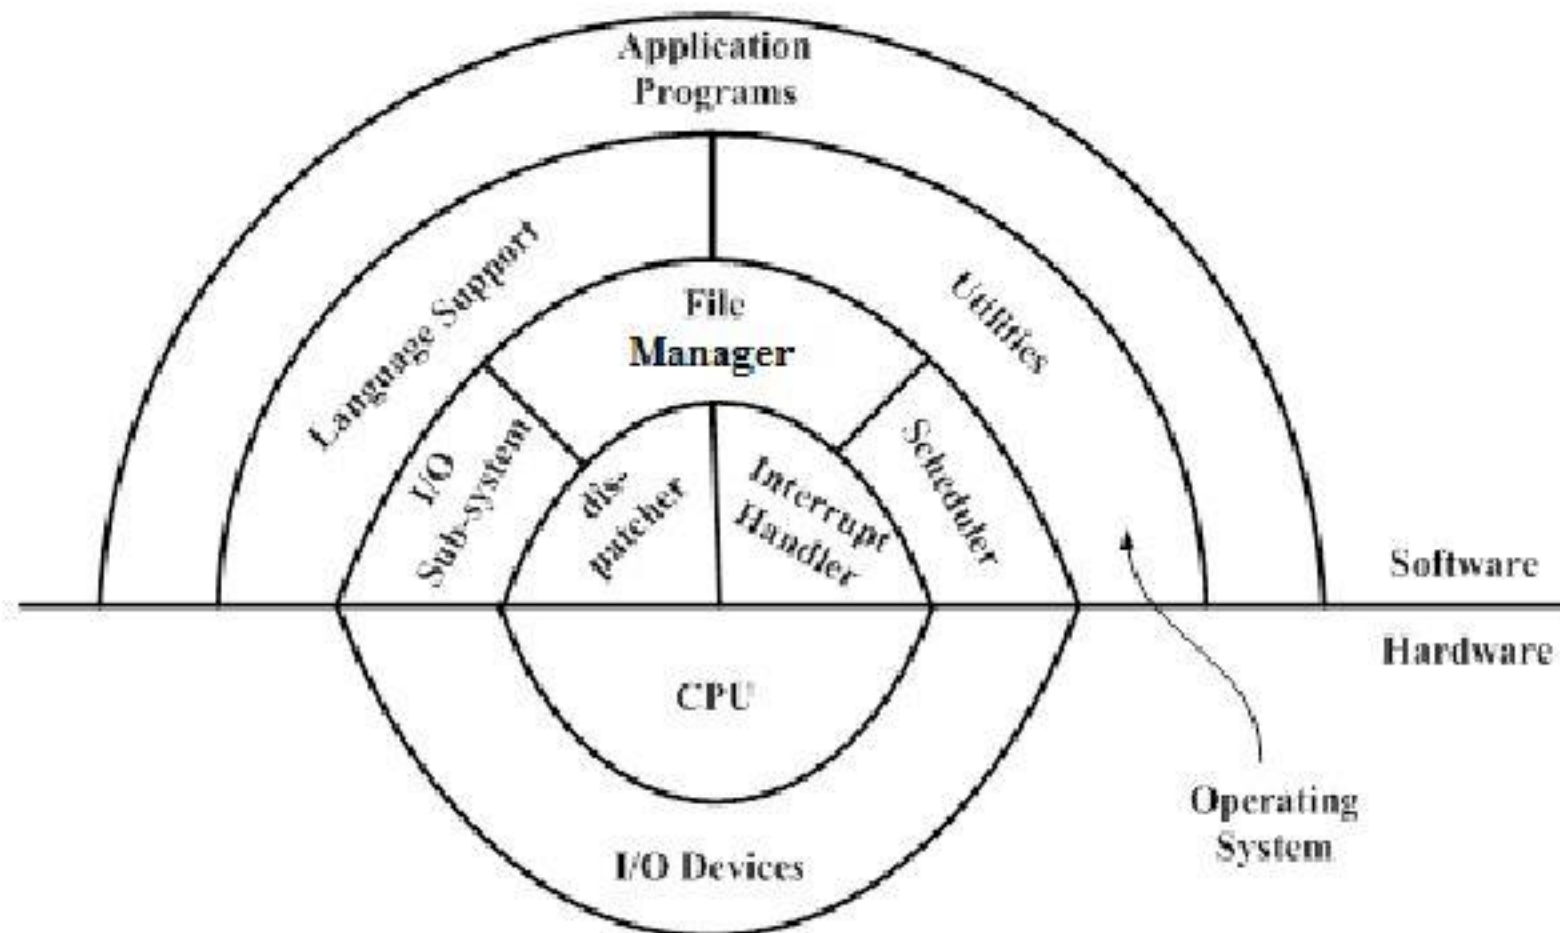 Application
Programs
Language Support
Utilities
File
Manager
I/O
Sub-system
dis-
patcher
Interrupt
Handler
Scheduler
Software
Hardware
CPU
I/O Devices
Operating
System